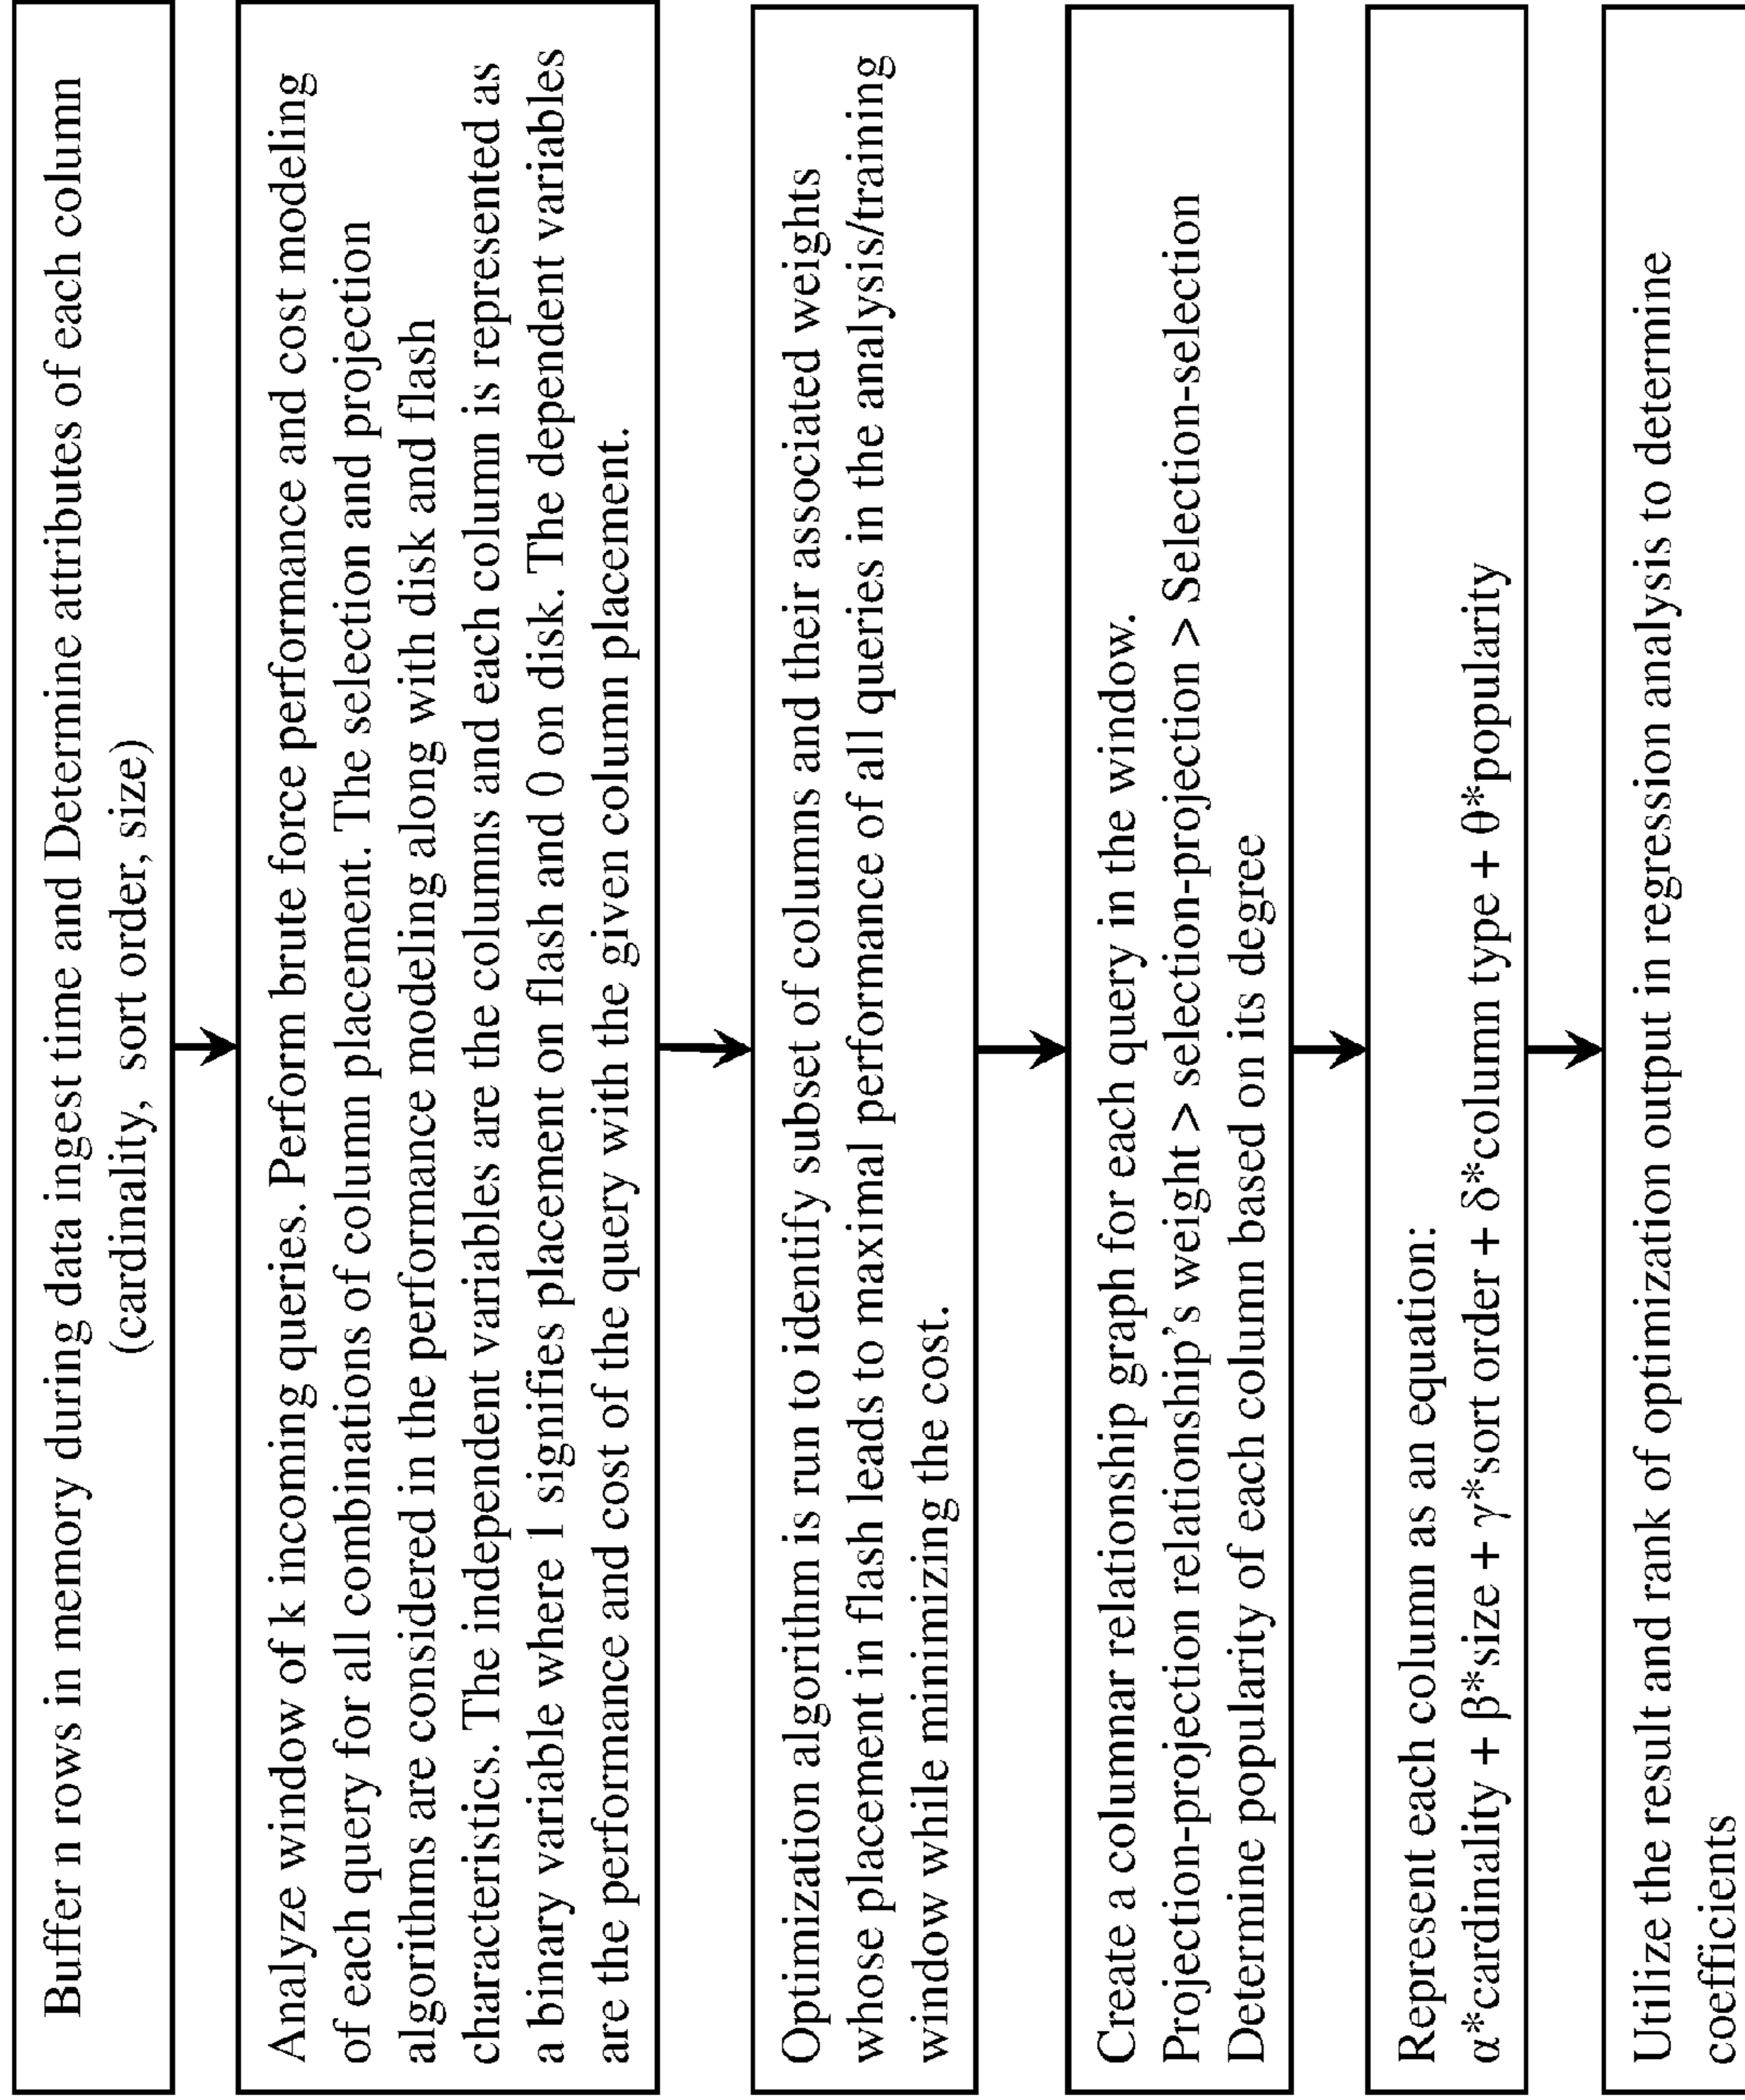 Buffer n rows in memory during data ingest time and Determine attributes of each column
(cardinality, sort order, size)
Analyze window of k incoming queries. Perform brute force performance and cost modeling
of each query for all combinations of column placement. The selection and projection
algorithms are considered in the performance modeling along with disk and flash
characteristics. The independent variables are the columns and each column is represented as
a binary variable where 1 signifies placement on flash and 0 on disk. The dependent variables
are the performance and cost of the query with the given column placement.
Optimization algorithm is run to identify subset of columns and their associated weights
whose placement in flash leads to maximal performance of all queries in the analysis/training
window while minimizing the cost.
Create a columnar relationship graph for each query in the window.
Projection-projection relationship's weight > selection-projection > Selection-selection
Determine popularity of each column based on its degree
Represent each column as an equation:
α*cardinality + β*size + γ*sort order + δ*column type + θ*popularity
Utilize the result and rank of optimization output in regression analysis to determine
coefficients